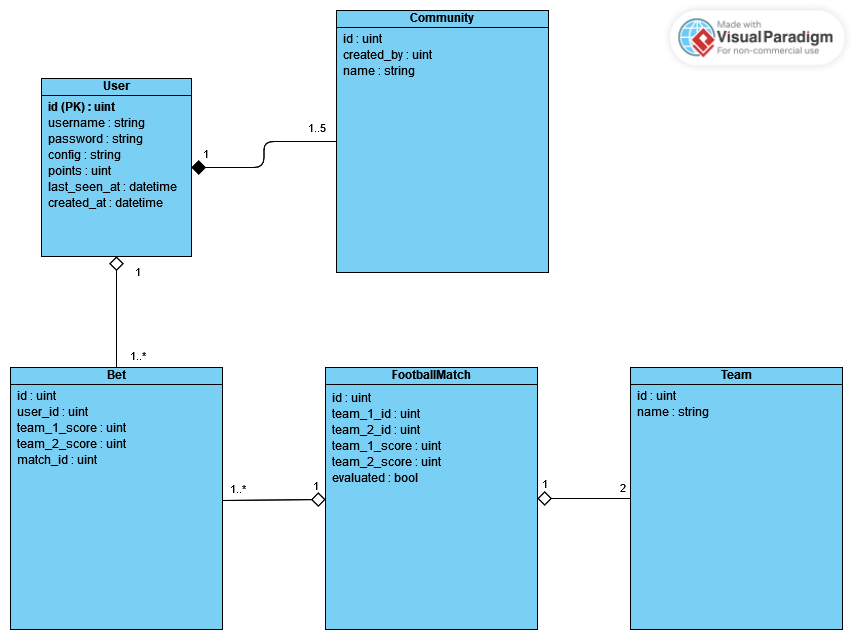 Community
id : uint
created_by : uint
name : string
Made with
VisualParadigm
For non-commercial use
User
id (PK) : uint
username : string
password : string
config : string
points : uint
last_seen_at : datetime
created_at : datetime
1
1..5
1
1..*
Bet
id : uint
user_id : uint
team_1_score : uint
team_2_score : uint
match_id : uint
1..*
1
FootballMatch
id : uint
team_1_id : uint
team_2_id : uint
team_1_score : uint
team_2_score : uint
evaluated : bool
1
2
Team
id : uint
name : string